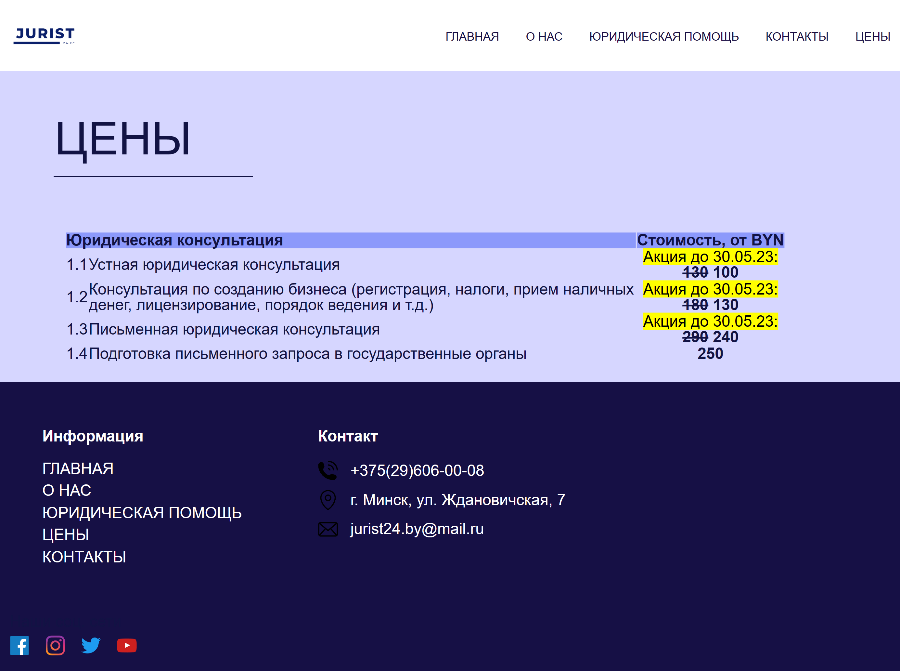 JURIST
ГЛАВНАЯ О НАС ЮРИДИЧЕСКАЯ ПОМОЩЬ КОНТАКТЫ ЦЕНЫ
ЦЕНЫ
Юридическая консультация Стоимость, от BYN
1.1 Устная юридическая консультация Акция до 30.05.23:
130 100
1.2 Консультация по созданию бизнеса (регистрация, налоги, прием наличных Акция до 30.05.23:
денег, лицензирование, порядок ведения и т.д.) 180 130
1.3 Письменная юридическая консультация Акция до 30.05.23:
290 240
1.4 Подготовка письменного запроса в государственные органы 250
Информация
ГЛАВНАЯ
О НАС
ЮРИДИЧЕСКАЯ ПОМОЩЬ
ЦЕНЫ
КОНТАКТЫ
Контакт
+375(29)606-00-08
г. Минск, ул. Ждановичская, 7
jurist24.by@mail.ru